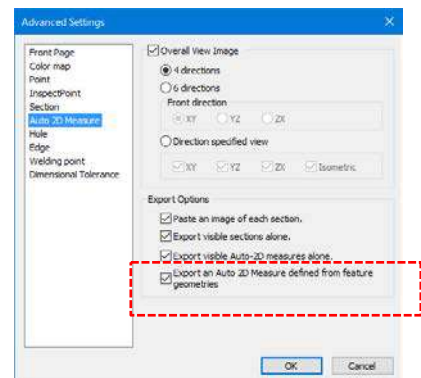 Advanced Settings
Front Page
Color map
Point
InspectPoint
Section
Auto 2D Measure
Hole
Edge
Welding point
Dimensional Tolerance
Overall View Image
4 directions
6 directions
Front direction
XY YZ ZX
Direction specified view
XY YZ ZX Isometric
Export Options
Paste an image of each section.
Export visible sections alone.
Export visible Auto-2D measures alone.
Export an Auto 2D Measure defined from feature
geometries
OK Cancel